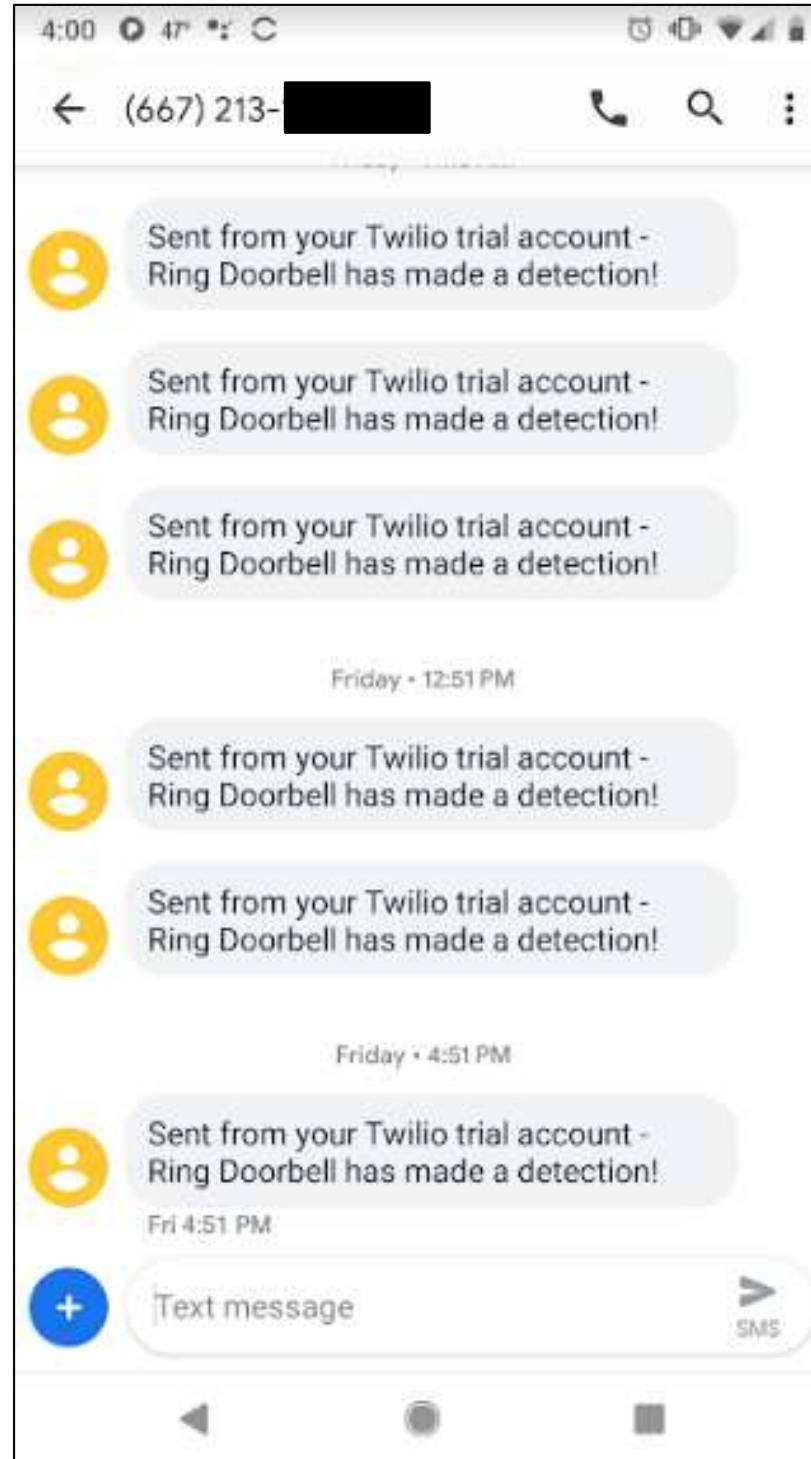 4:00 47°
(667) 213-
Sent from your Twilio trial account -
Ring Doorbell has made a detection!
Sent from your Twilio trial account -
Ring Doorbell has made a detection!
Sent from your Twilio trial account -
Ring Doorbell has made a detection!
Friday • 12:51 PM
Sent from your Twilio trial account -
Ring Doorbell has made a detection!
Sent from your Twilio trial account -
Ring Doorbell has made a detection!
Friday • 4:51 PM
Sent from your Twilio trial account -
Ring Doorbell has made a detection!
Fri 4:51 PM
Text message
SMS